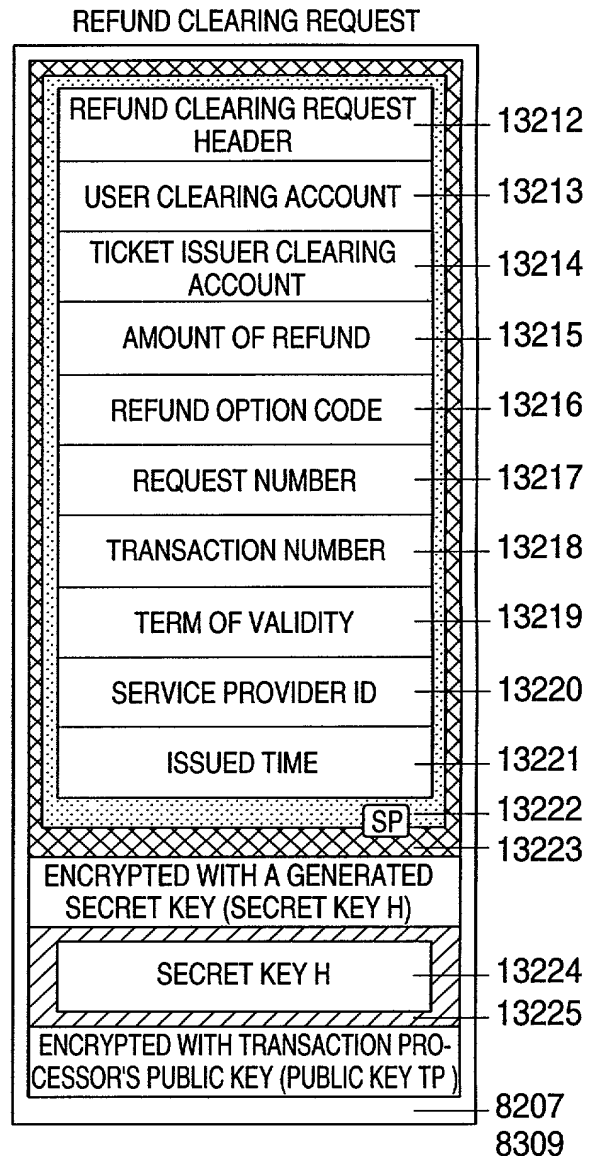 REFUND CLEARING REQUEST
REFUND CLEARING REQUEST
HEADER
13212
USER CLEARING ACCOUNT
13213
TICKET ISSUER CLEARING
ACCOUNT
13214
AMOUNT OF REFUND
13215
REFUND OPTION CODE
13216
REQUEST NUMBER
13217
TRANSACTION NUMBER
13218
TERM OF VALIDITY
13219
SERVICE PROVIDER ID
13220
ISSUED TIME
13221
SP
13222
13223
ENCRYPTED WITH A GENERATED
SECRET KEY (SECRET KEY H)
SECRET KEY H
13224
13225
ENCRYPTED WITH TRANSACTION PRO-
CESSOR'S PUBLIC KEY (PUBLIC KEY TP)
8207
8309